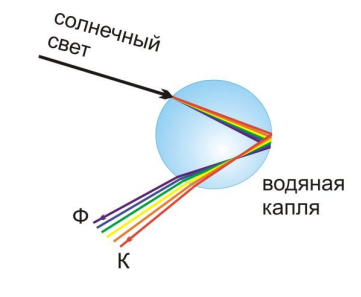 солнечный
свет
водяная
капля
Ф
К